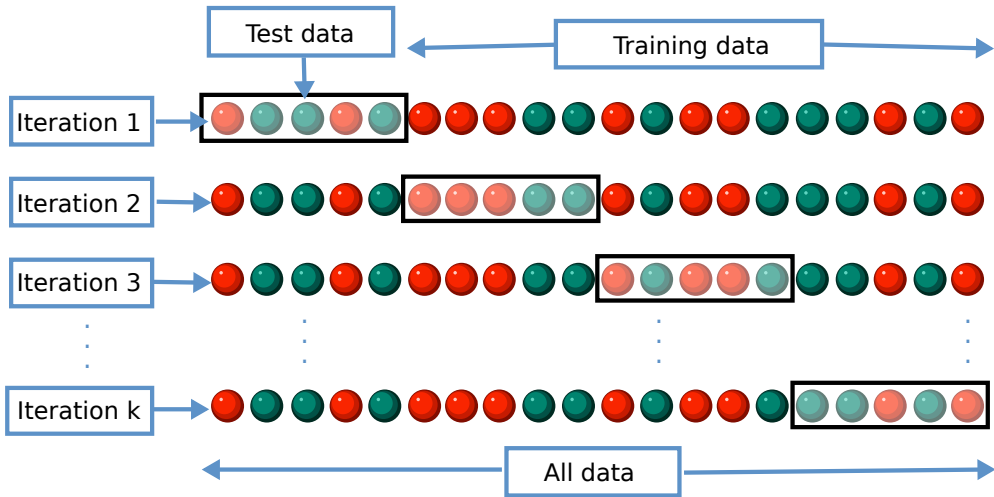 Test data
Training data
Iteration 1
Iteration 2
Iteration 3
Iteration k
All data